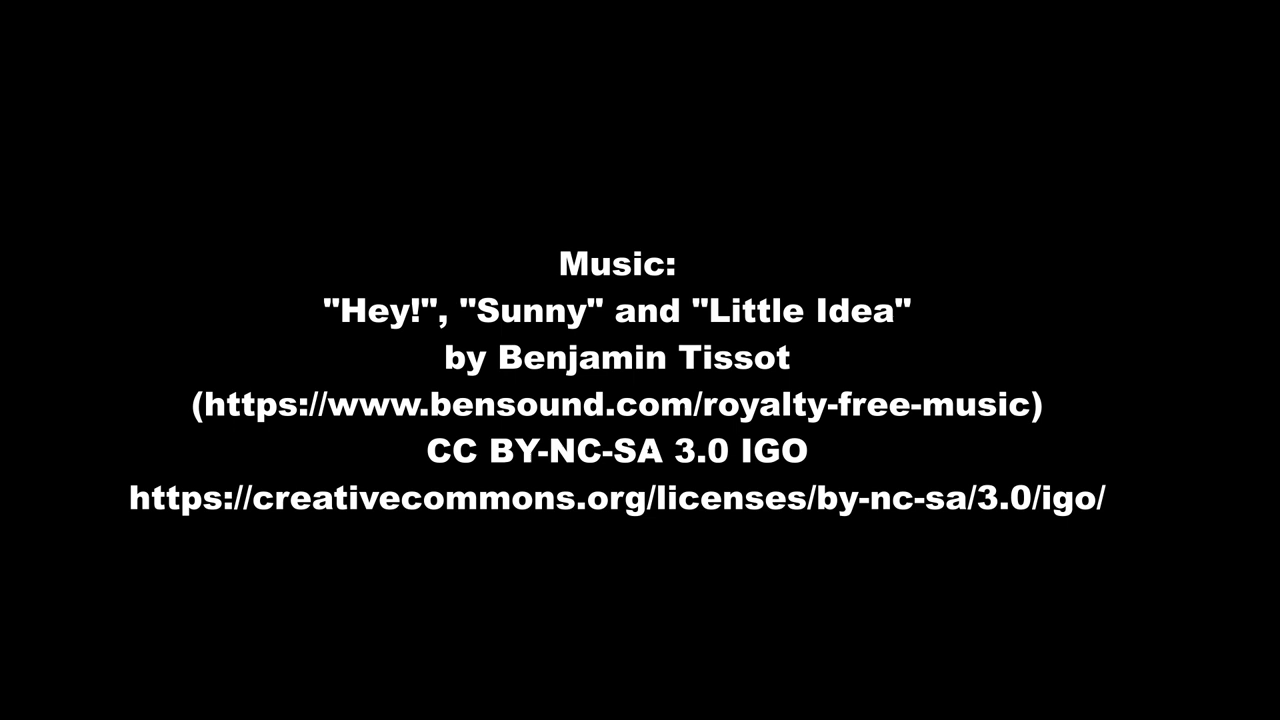 Music:
"Hey!", "Sunny" and "Little Idea"
by Benjamin Tissot
(https://www.bensound.com/royalty-free-music)
CC BY-NC-SA 3.0 IGO
https://creativecommons.org/licenses/by-nc-sa/3.0/igo/